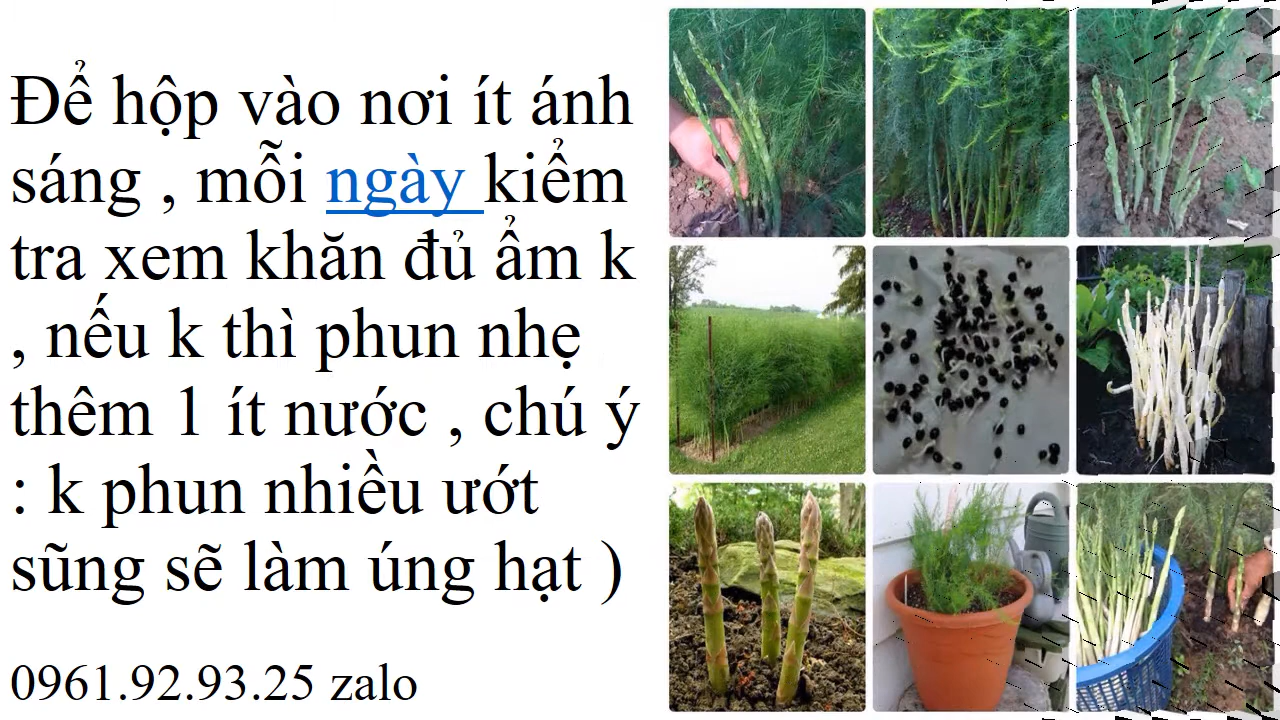 Để hộp vào nơi ít ánh
sáng , mỗi ngày kiểm
tra xem khăn đủ ẩm k
, nếu k thì phun nhẹ
thêm 1 ít nước , chú ý
: k phun nhiều ướt
sũng sẽ làm úng hạt )
0961.92.93.25 zalo